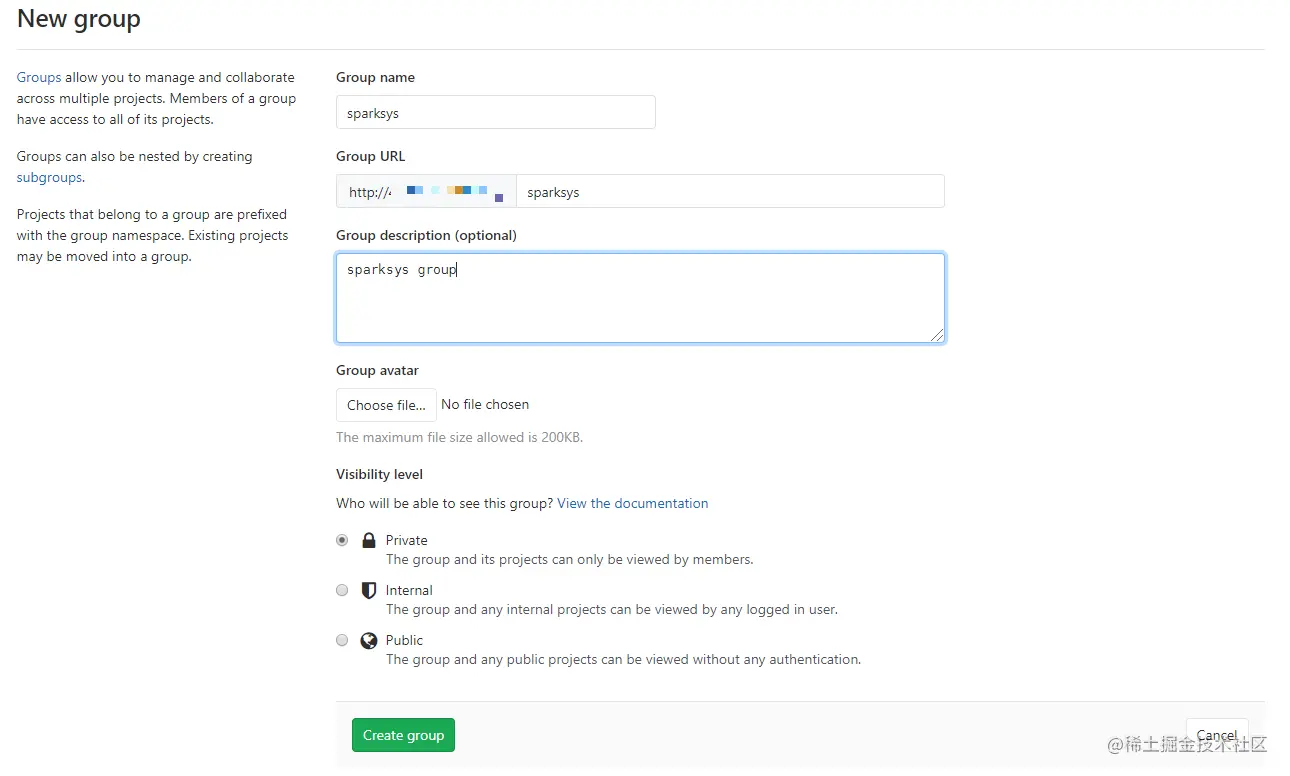 New group
Groups allow you to manage and collaborate
across multiple projects. Members of a group
have access to all of its projects.
Groups can also be nested by creating
subgroups.
Projects that belong to a group are prefixed
with the group namespace. Existing projects
may be moved into a group.
Group name
sparksys
Group URL
http:// sparksys
Group description (optional)
sparksys group
Group avatar
Choose file... No file chosen
The maximum file size allowed is 200KB.
Visibility level
Who will be able to see this group? View the documentation
Private
The group and its projects can only be viewed by members.
Internal
The group and any internal projects can be viewed by any logged in user.
Public
The group and any public projects can be viewed without any authentication.
Create group
Cancel
@稀土掘金技术社区